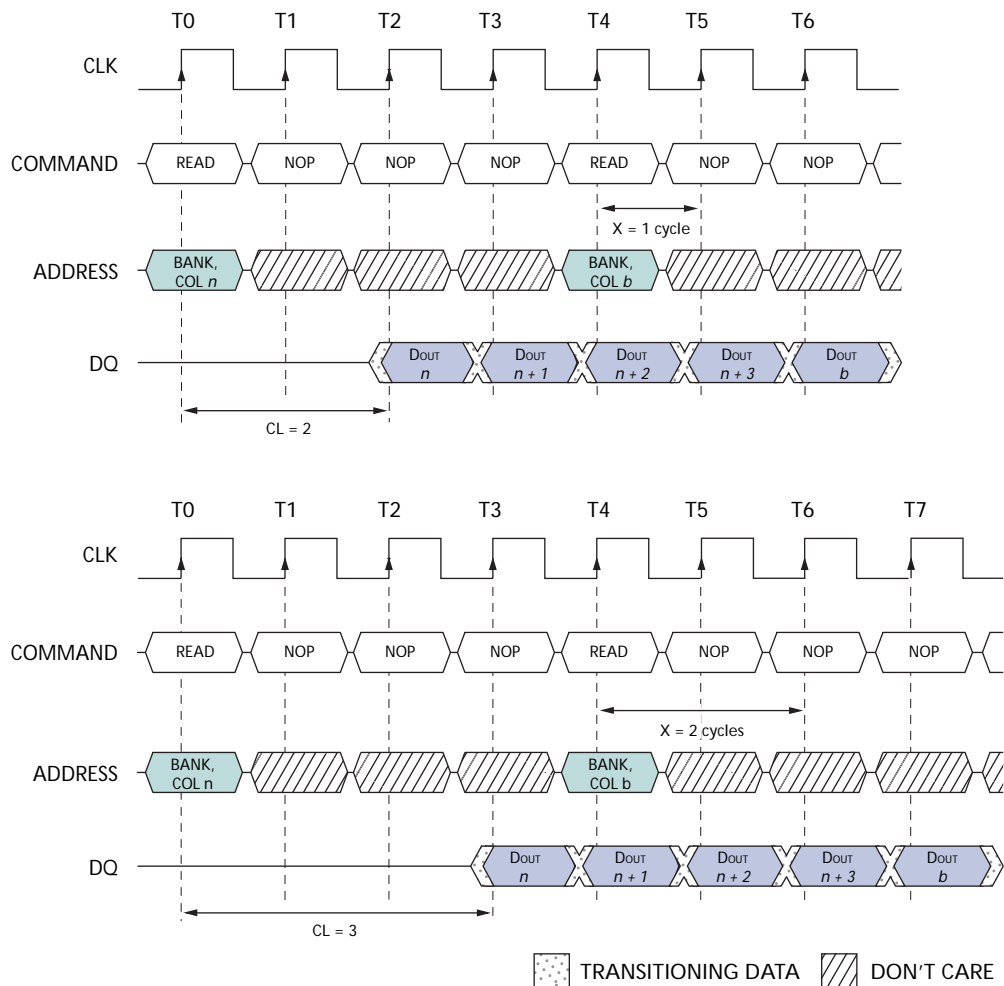 T0 T1 T2 T3 T4 T5 T6
CLK
COMMAND READ NOP NOP NOP READ NOP NOP
X = 1 cycle
ADDRESS BANK, COL n BANK, COL b
DQ DOUT n DOUT n + 1 DOUT n + 2 DOUT n + 3 DOUT b
CL = 2
T0 T1 T2 T3 T4 T5 T6 T7
CLK
COMMAND READ NOP NOP NOP READ NOP NOP NOP
X = 2 cycles
ADDRESS BANK, COL n BANK, COL b
DQ DOUT n DOUT n + 1 DOUT n + 2 DOUT n + 3 DOUT b
CL = 3
TRANSITIONING DATA DON'T CARE